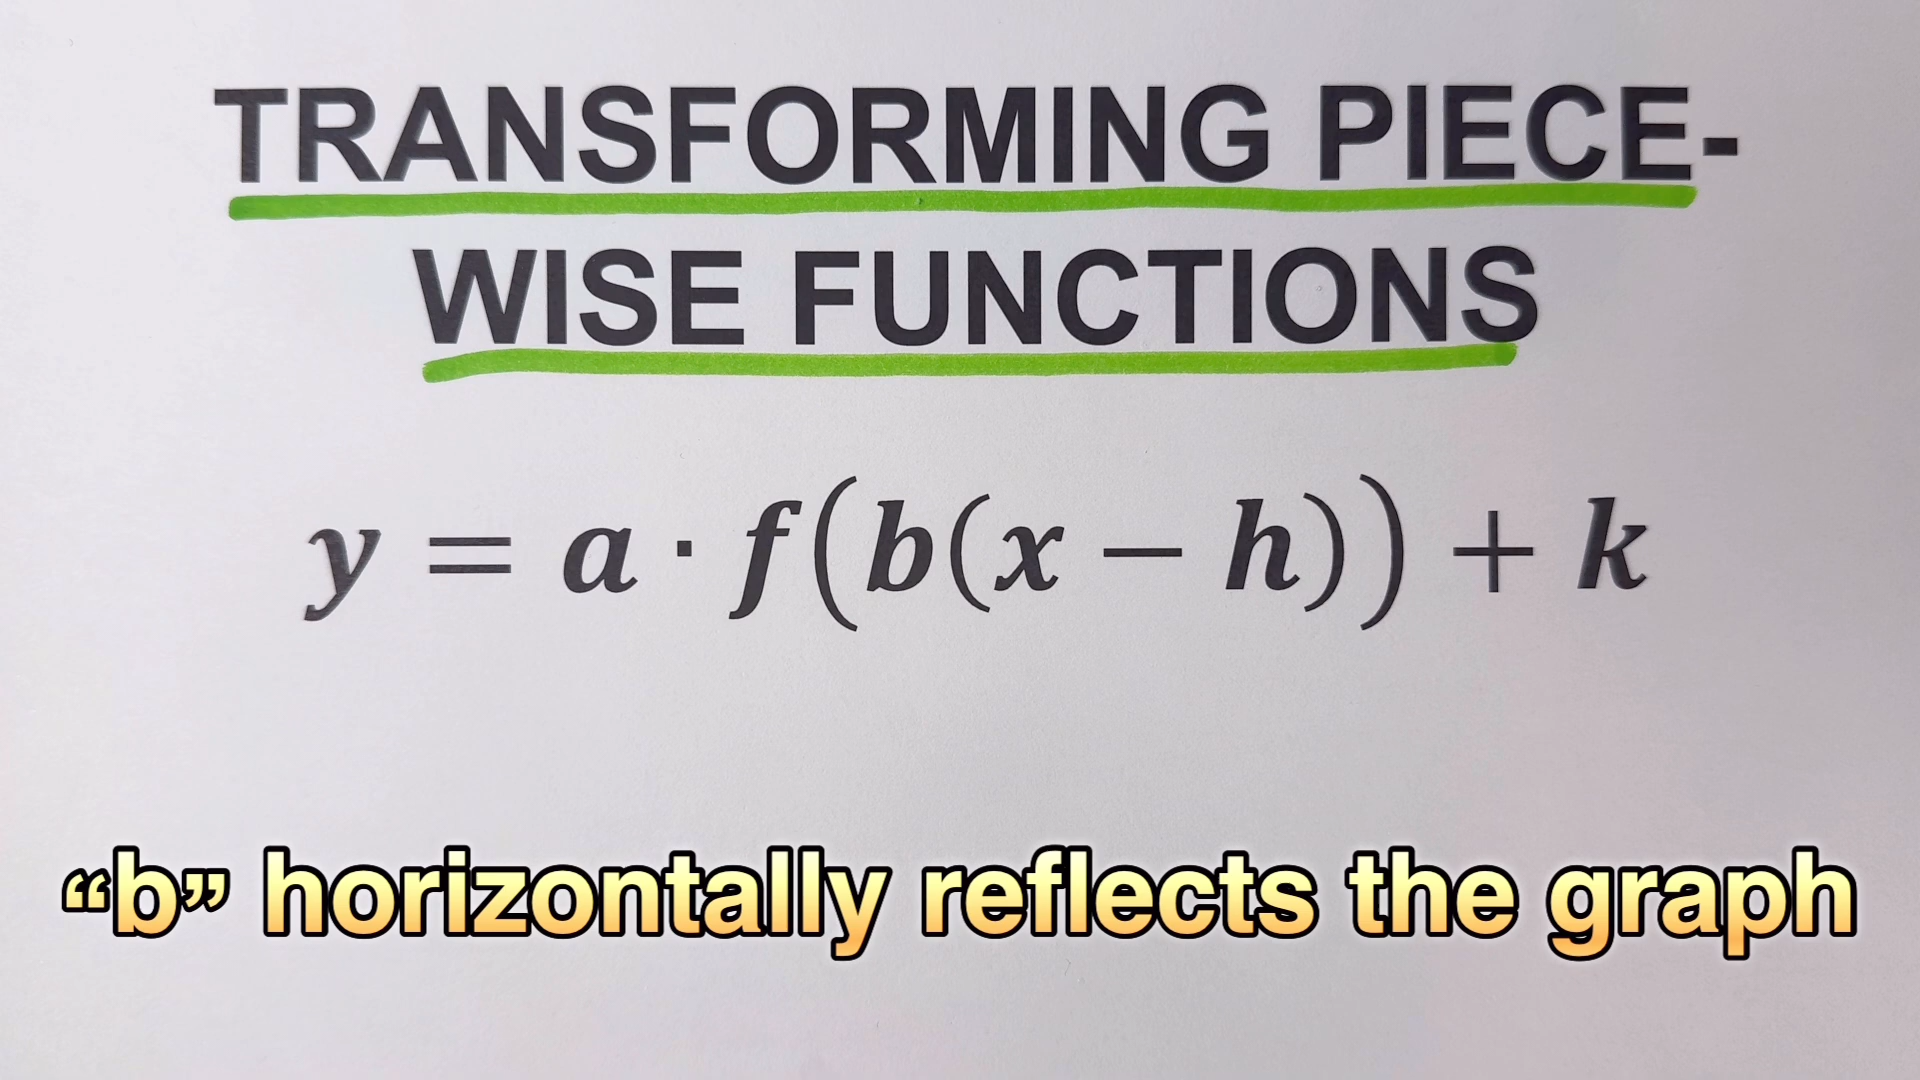 TRANSFORMING PIECE-
WISE FUNCTIONS
y = a · f(b(x − h)) + k
“b” horizontally reflects the graph